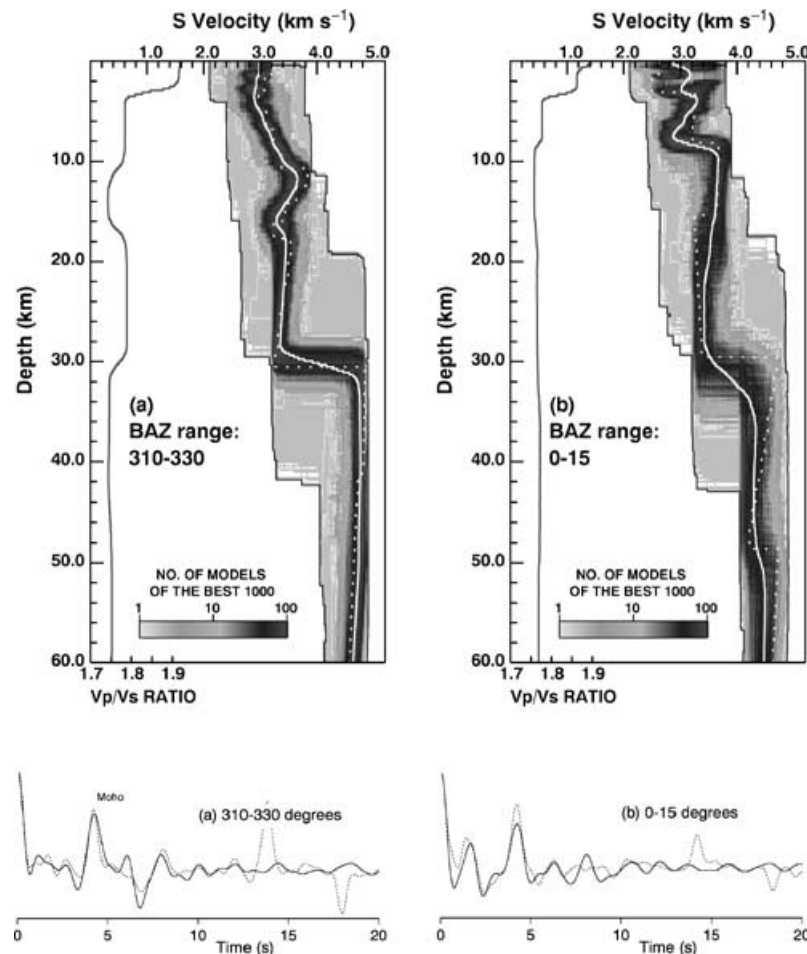 S Velocity (km s⁻¹)
1.0 2.0 3.0 4.0 5.0
10.0
20.0
30.0
40.0
50.0
60.0
Depth (km)
(a)
BAZ range:
310-330
NO. OF MODELS
OF THE BEST 1000
1 10 100
1.7 1.8 1.9
Vp/Vs RATIO
S Velocity (km s⁻¹)
1.0 2.0 3.0 4.0 5.0
10.0
20.0
30.0
40.0
50.0
60.0
Depth (km)
(b)
BAZ range:
0-15
NO. OF MODELS
OF THE BEST 1000
1 10 100
1.7 1.8 1.9
Vp/Vs RATIO
Moho
(a) 310-330 degrees
0 5 10 15 20
Time (s)
(b) 0-15 degrees
0 5 10 15 20
Time (s)